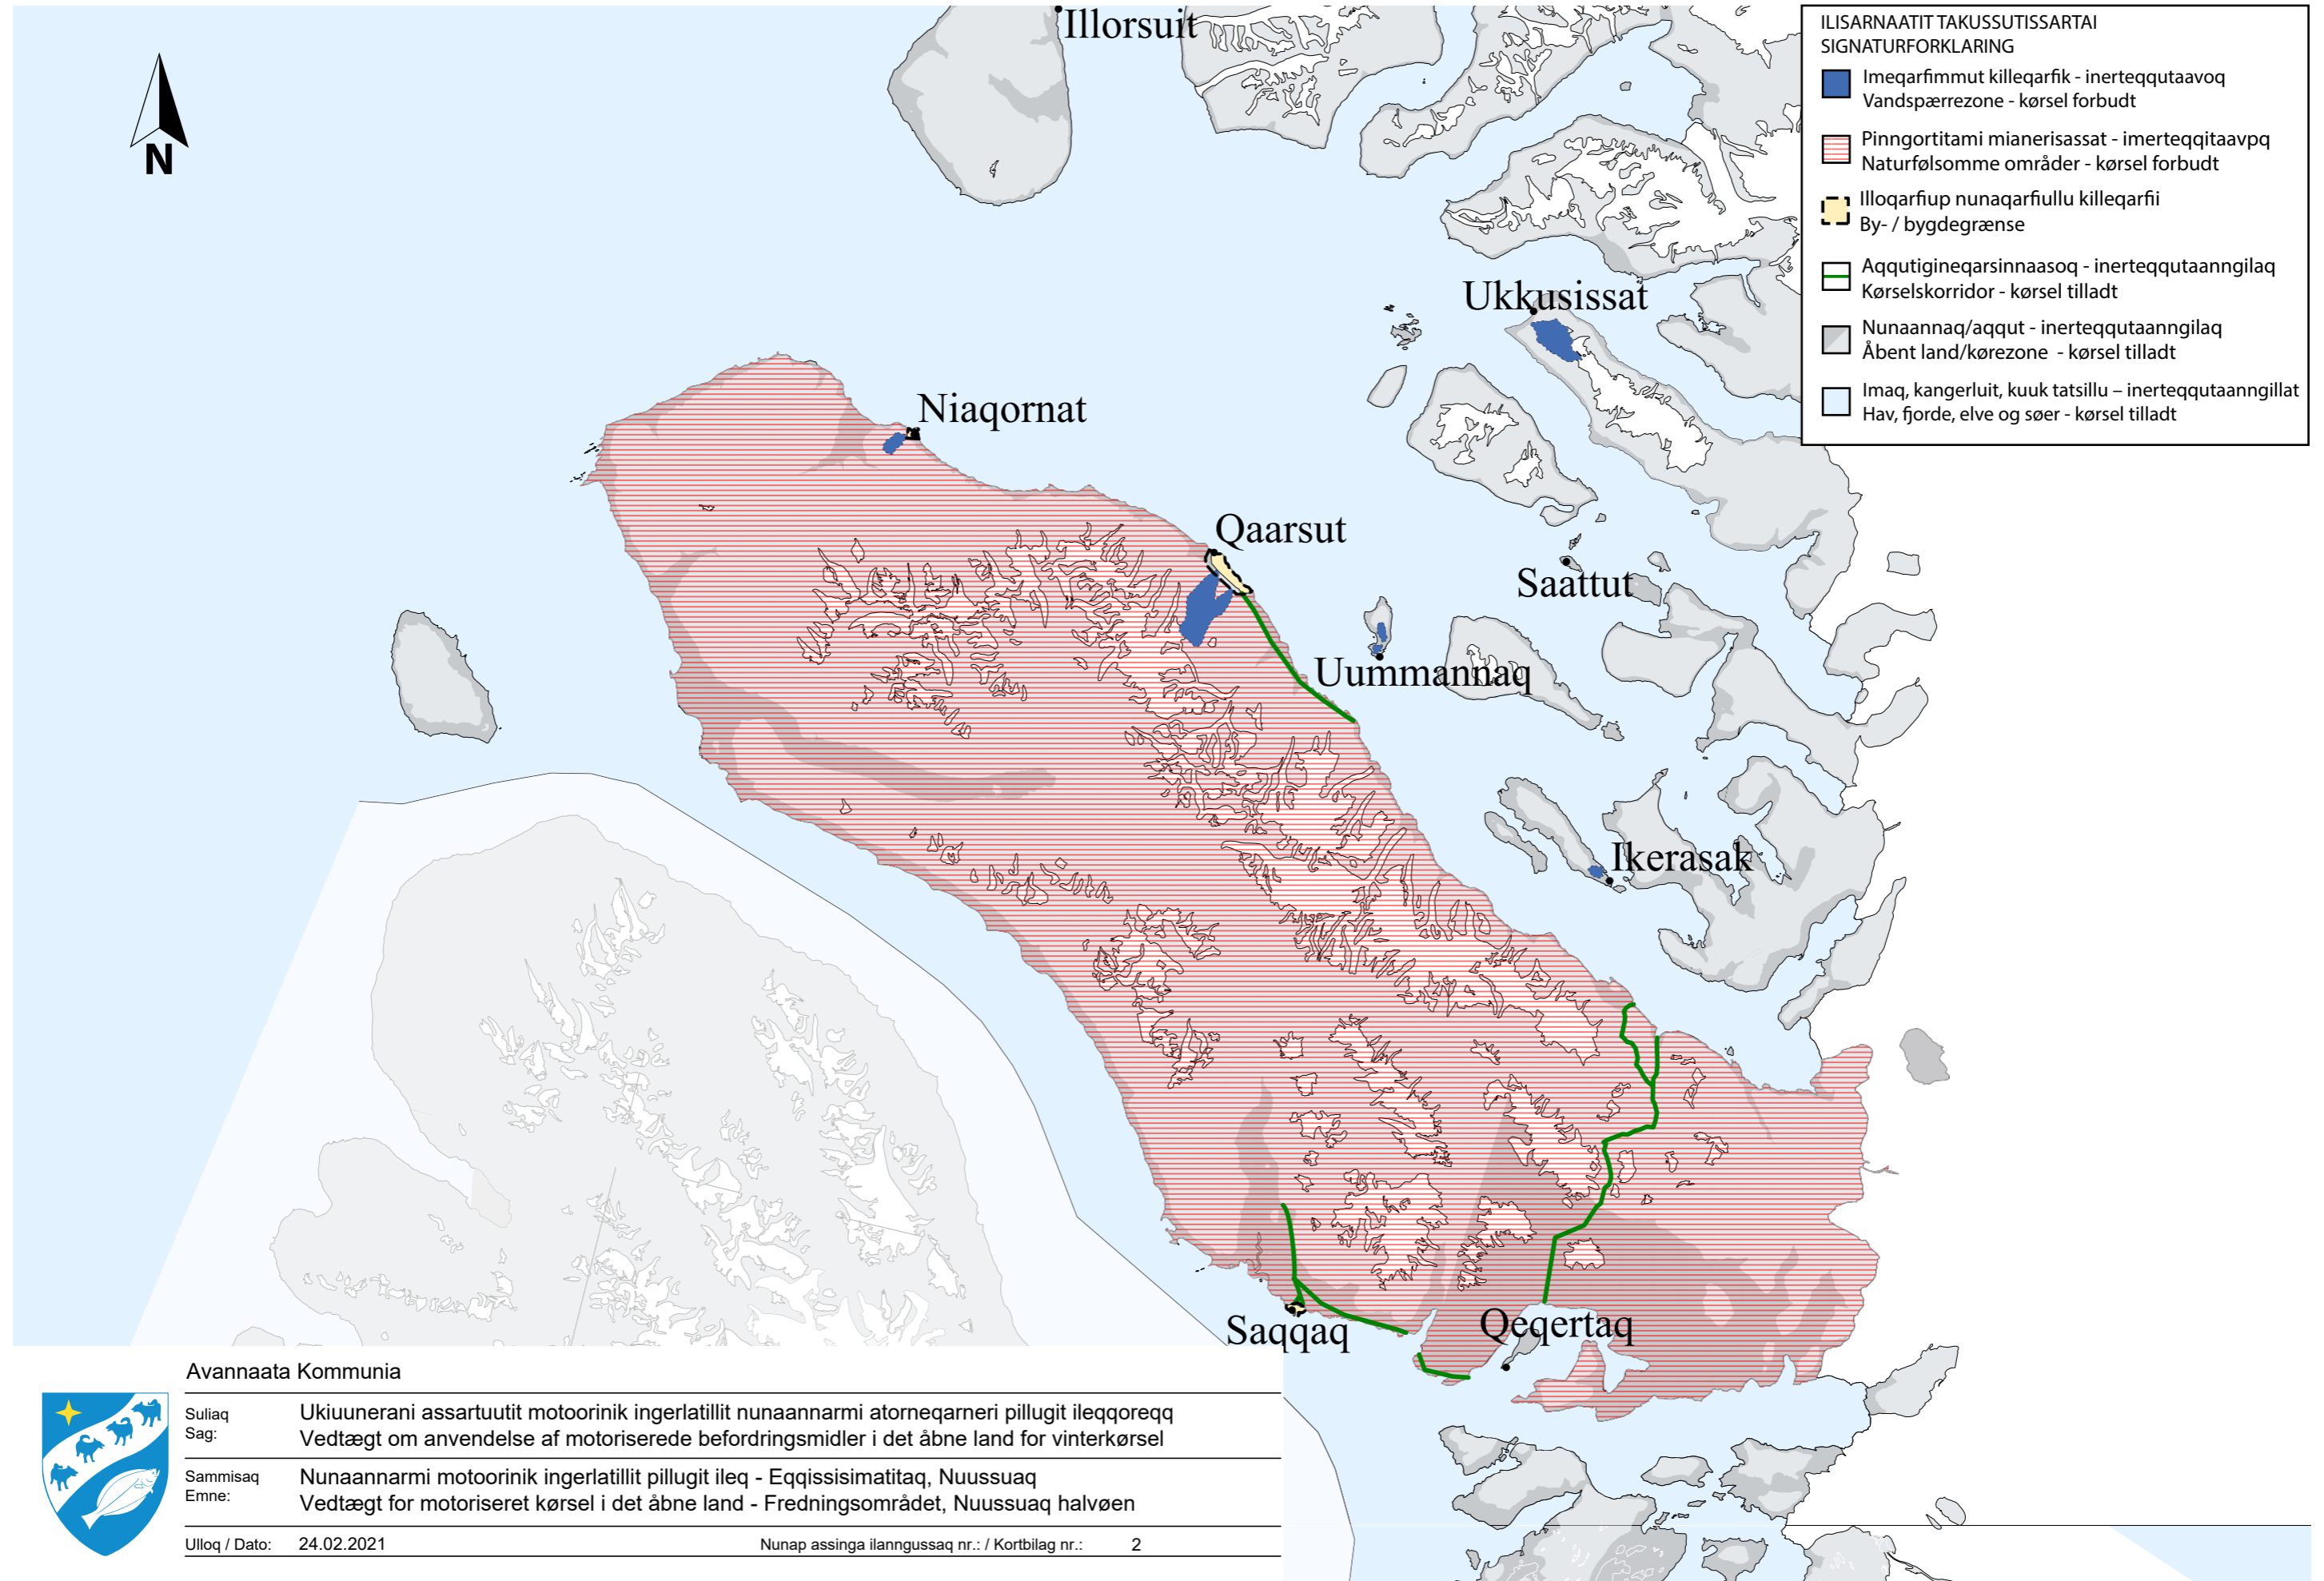 Illorsuit
N
Ukkusissat
Niaqornat
Qaarsut
Saattut
Uummannaq
Ikerasak
Saqqaq
Qeqertaq
ILISARNAATIT TAKUSSUTISSARTAI
SIGNATURFORKLARING
Imeqarfimmut killeqarfik - inerteqqutaavoq
Vandspærrezone - kørsel forbudt
Pinngortitami mianerisassat - imerteqqitaavpq
Naturfølsomme områder - kørsel forbudt
Illoqarfiup nunaqarfiullu killeqarfii
By- / bygdegrænse
Aqqutigineqarsinnaasoq - inerteqqutaanngilaq
Kørselskorridor - kørsel tilladt
Nunaannaq/aqqut - inerteqqutaanngilaq
Åbent land/kørezone - kørsel tilladt
Imaq, kangerluit, kuuk tatsillu – inerteqqutaanngillat
Hav, fjorde, elve og søer - kørsel tilladt
Avannaata Kommunia
Suliaq
Sag:
Ukiuunerani assartuutit motoorinik ingerlatillit nunaannarmi atorneqarneri pillugit ileqqoreqq
Vedtægt om anvendelse af motoriserede befordringsmidler i det åbne land for vinterkørsel
Sammisaq
Emne:
Nunaannarmi motoorinik ingerlatillit pillugit ileq - Eqqissisimatitaq, Nuussuaq
Vedtægt for motoriseret kørsel i det åbne land - Fredningsområdet, Nuussuaq halvøen
Ulloq / Dato: 24.02.2021
Nunap assinga ilanngussaq nr.: / Kortbilag nr.: 2